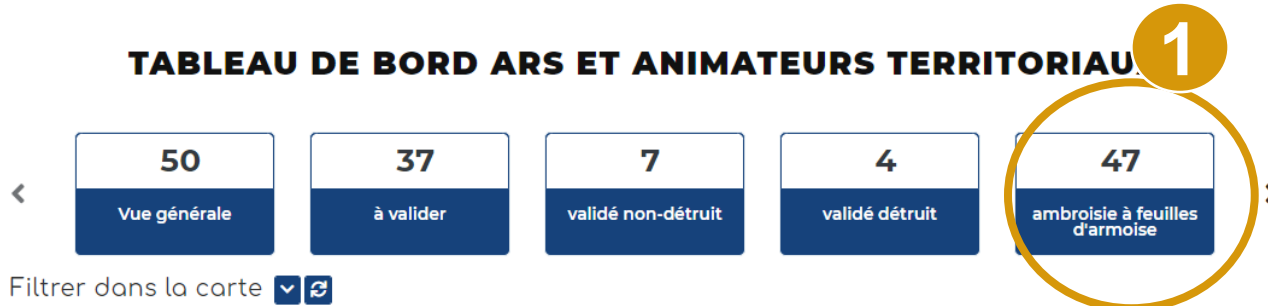 1
TABLEAU DE BORD ARS ET ANIMATEURS TERRITORIAU
50
Vue générale
37
à valider
7
validé non-détruit
4
validé détruit
47
ambroisie à feuilles
d'armoise
Filtrer dans la carte